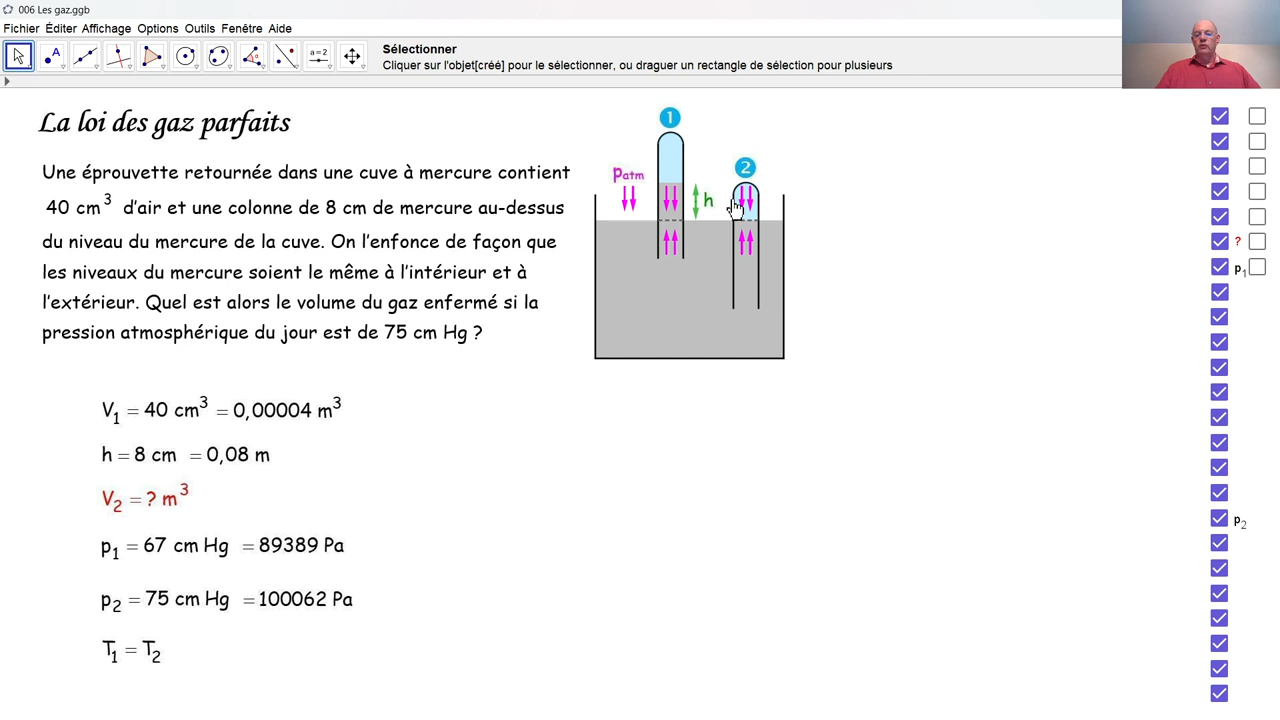 006 Les gaz.ggb
Fichier Éditer Affichage Options Outils Fenêtre Aide
A
a=2
Sélectionner
Cliquer sur l'objet[créé] pour le sélectionner, ou draguer un rectangle de sélection pour plusieurs
La loi des gaz parfaits
Une éprouvette retournée dans une cuve à mercure contient
40 cm³ d'air et une colonne de 8 cm de mercure au-dessus
du niveau du mercure de la cuve. On l'enfonce de façon que
les niveaux du mercure soient le même à l'intérieur et à
l'extérieur. Quel est alors le volume du gaz enfermé si la
pression atmosphérique du jour est de 75 cm Hg ?
1
2
patm
h
V₁ = 40 cm³ = 0,00004 m³
h = 8 cm = 0,08 m
V₂ = ? m³
p₁ = 67 cm Hg = 89389 Pa
p₂ = 75 cm Hg = 100062 Pa
T₁ = T₂
?
p₁
p₂